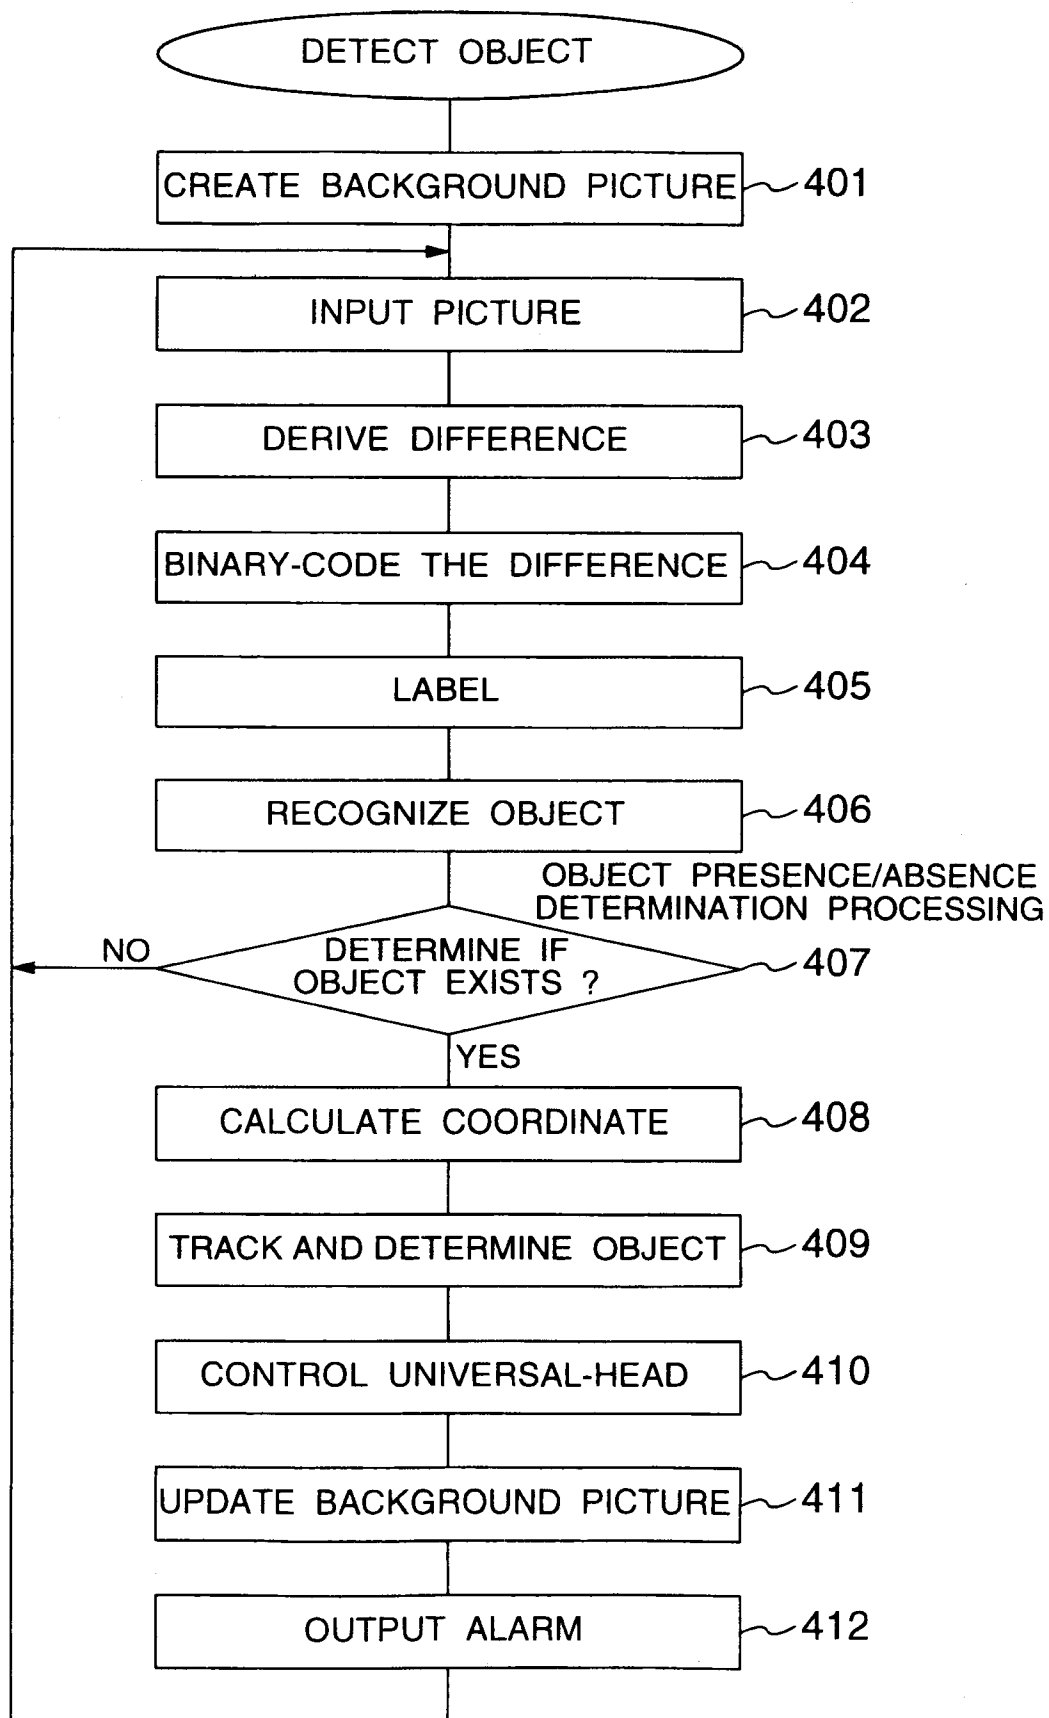 DETECT OBJECT
CREATE BACKGROUND PICTURE 401
INPUT PICTURE 402
DERIVE DIFFERENCE 403
BINARY-CODE THE DIFFERENCE 404
LABEL 405
RECOGNIZE OBJECT 406
OBJECT PRESENCE/ABSENCE
DETERMINATION PROCESSING
NO
DETERMINE IF
OBJECT EXISTS ?
407
YES
CALCULATE COORDINATE 408
TRACK AND DETERMINE OBJECT 409
CONTROL UNIVERSAL-HEAD 410
UPDATE BACKGROUND PICTURE 411
OUTPUT ALARM 412